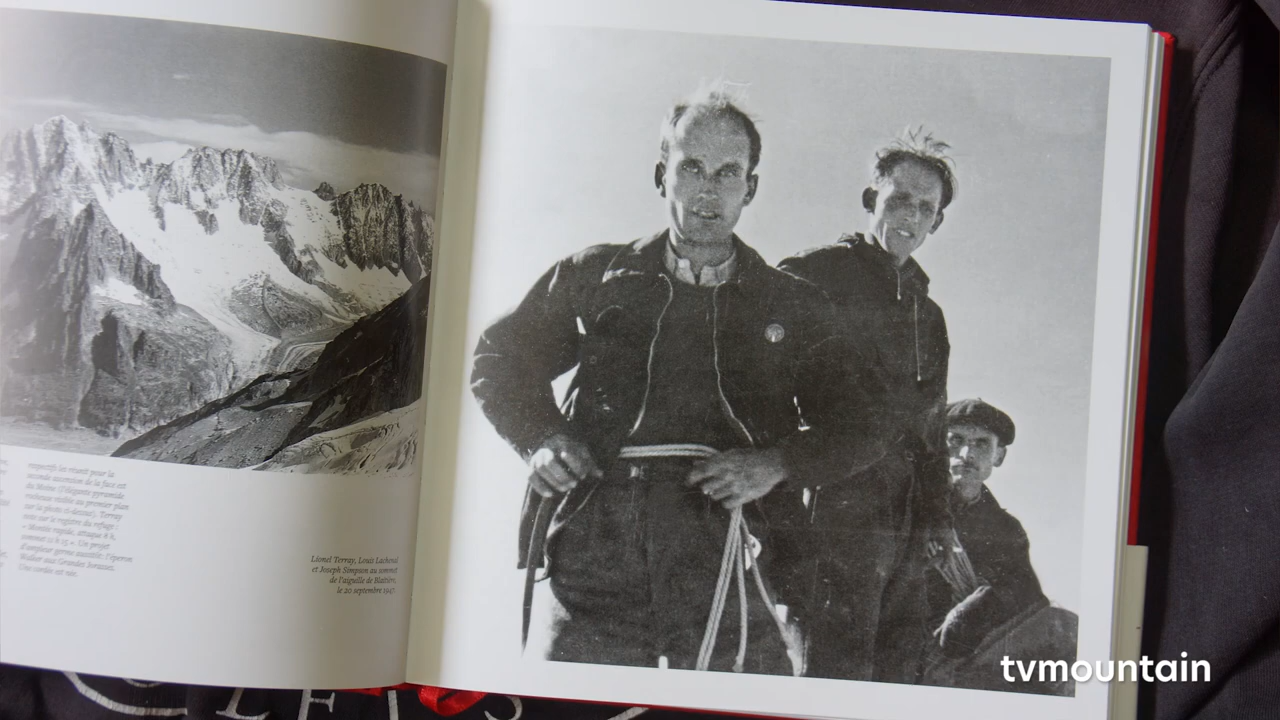 respectif les réunit pour la
seconde ascension de la face est
du Moine (l'élégante pyramide
rocheuse visible au premier plan
sur la photo ci-dessus). Terray
note sur le registre du refuge :
« Montée rapide, attaque 8 h,
sommet 11 h 15 ». Un projet
d'ampleur germe aussitôt : l'éperon
Walker aux Grandes Jorasses.
Une cordée est née.
Lionel Terray, Louis Lachenal
et Joseph Simpson au sommet
de l'aiguille de Blaitière,
le 20 septembre
tvmountain